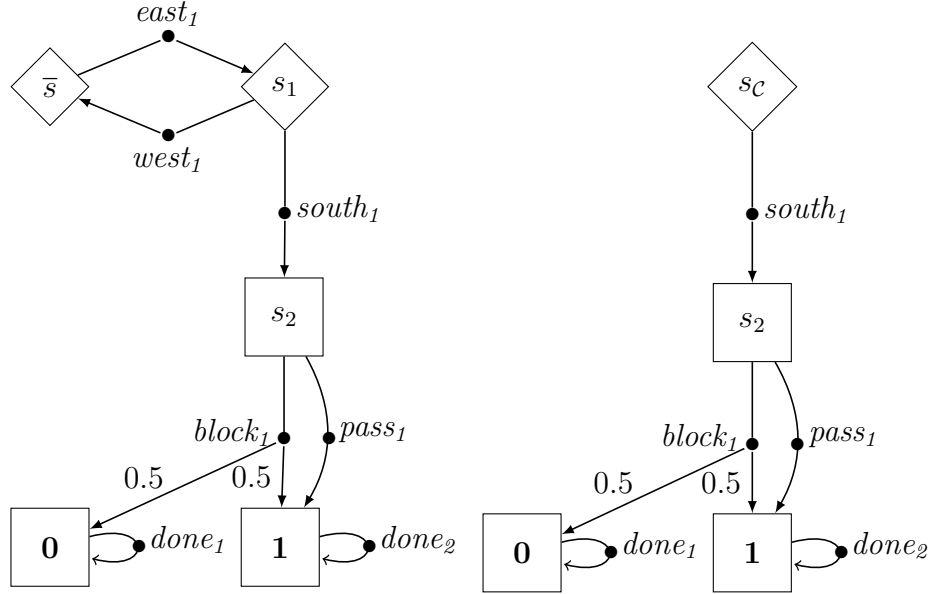 east₁
s̅ s₁ s_𝒞
west₁
south₁ south₁
s₂ s₂
block₁ pass₁ block₁ pass₁
0.5 0.5 0.5 0.5
0 done₁ 1 done₂ 0 done₁ 1 done₂